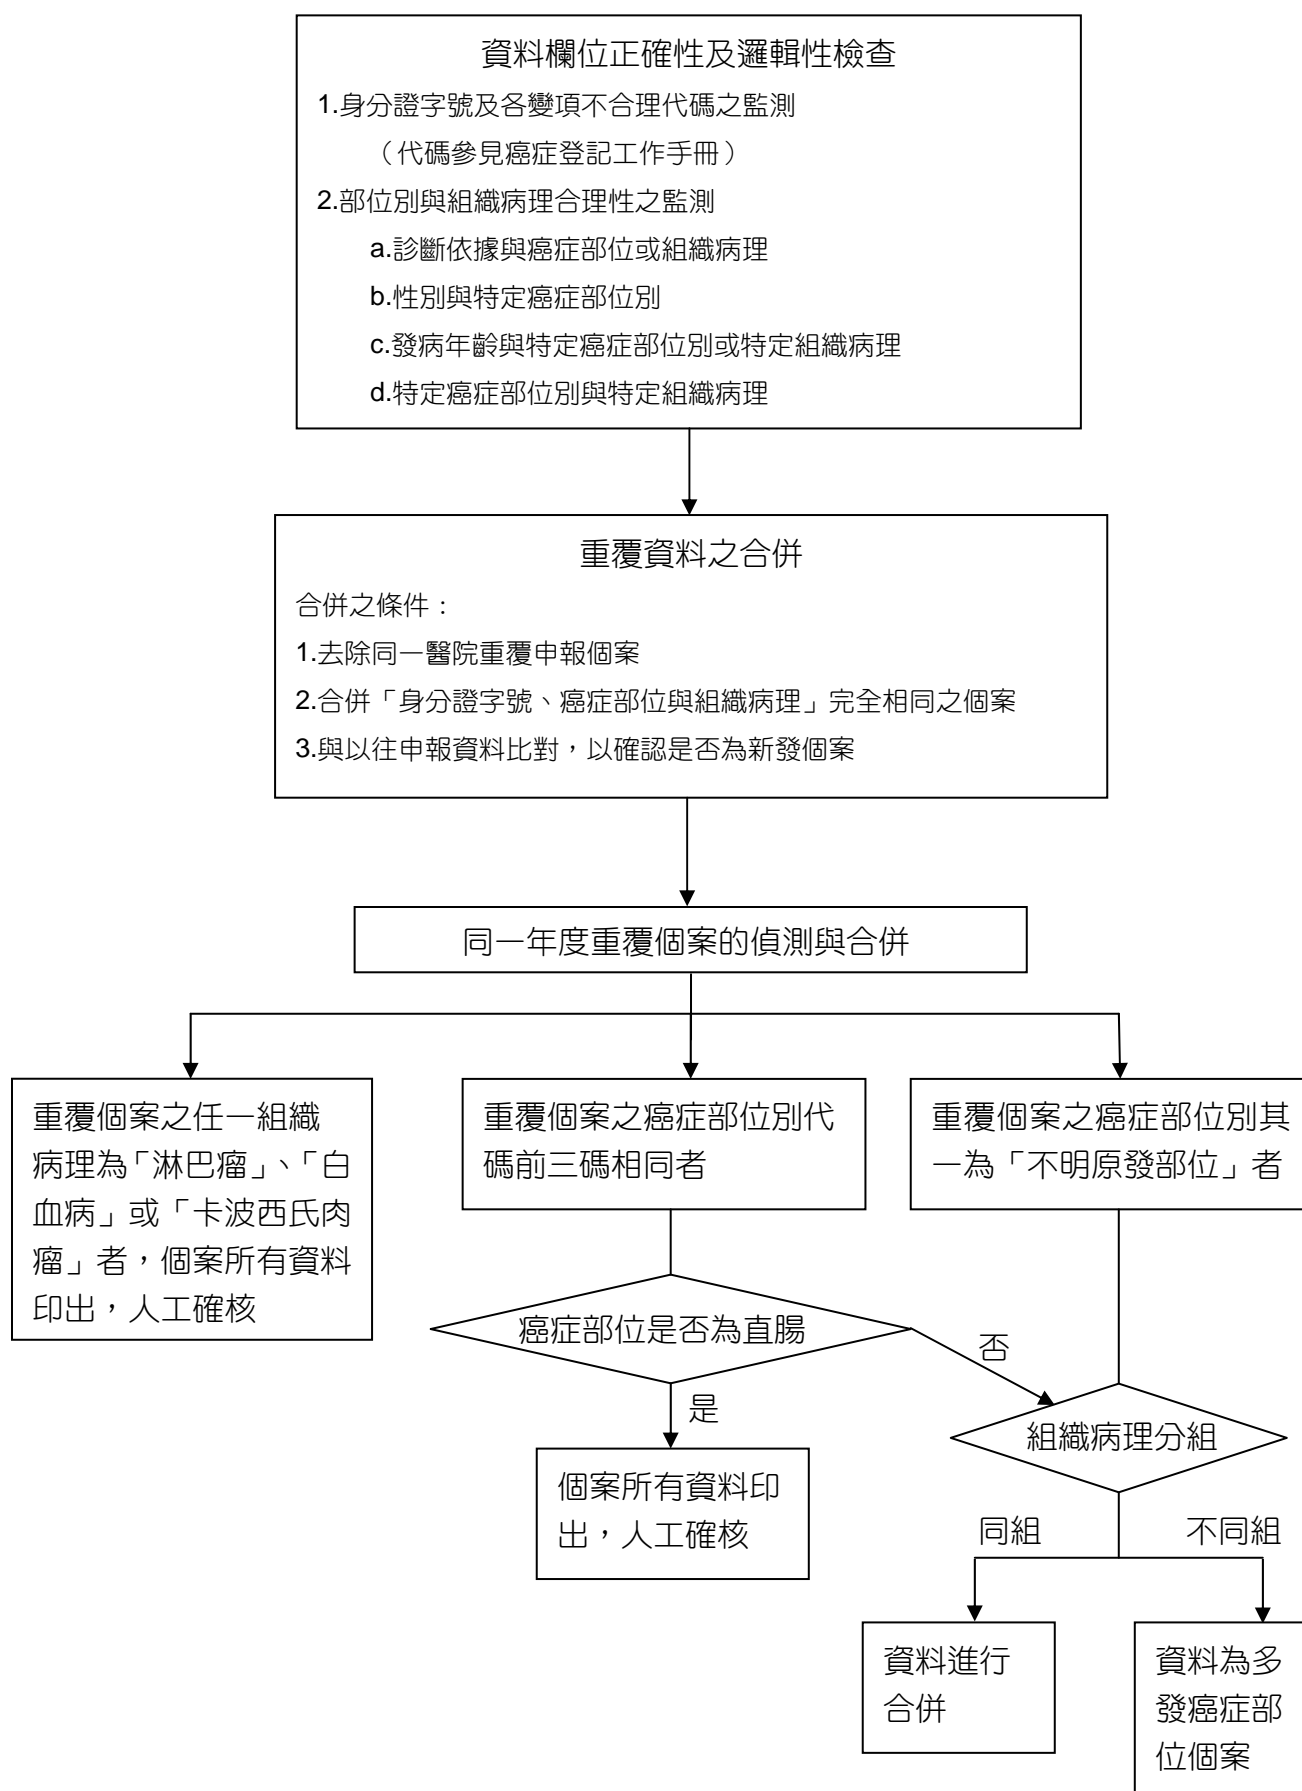 資料欄位正確性及邏輯性檢查
1.身分證字號及各變項不合理代碼之監測
（代碼參見癌症登記工作手冊）
2.部位別與組織病理合理性之監測
a.診斷依據與癌症部位或組織病理
b.性別與特定癌症部位別
c.發病年齡與特定癌症部位別或特定組織病理
d.特定癌症部位別與特定組織病理
重覆資料之合併
合併之條件：
1.去除同一醫院重覆申報個案
2.合併「身分證字號、癌症部位與組織病理」完全相同之個案
3.與以往申報資料比對，以確認是否為新發個案
同一年度重覆個案的偵測與合併
重覆個案之任一組織
病理為「淋巴瘤」、「白
血病」或「卡波西氏肉
瘤」者，個案所有資料
印出，人工確核
重覆個案之癌症部位別代
碼前三碼相同者
重覆個案之癌症部位別其
一為「不明原發部位」者
癌症部位是否為直腸
否
是
組織病理分組
個案所有資料印
出，人工確核
同組
不同組
資料進行
合併
資料為多
發癌症部
位個案